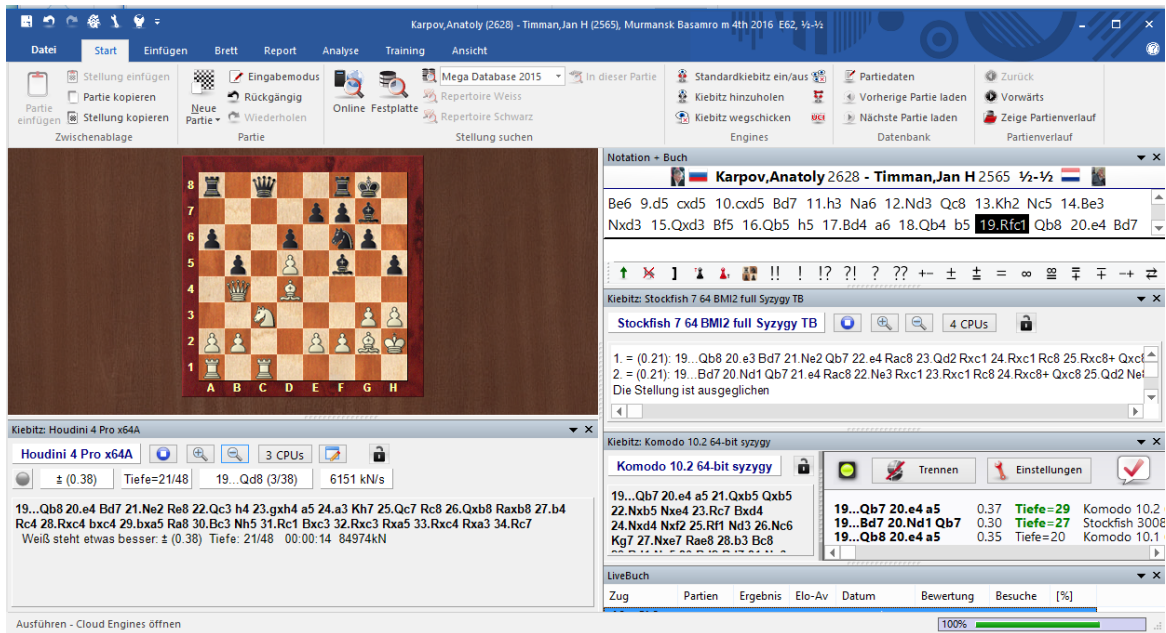 Karpov,Anatoly (2628) - Timman,Jan H (2565), Murmansk Basamro m 4th 2016 E62, ½-½
Datei Start Einfügen Brett Report Analyse Training Ansicht
Partie einfügen
Stellung einfügen
Partie kopieren
Stellung kopieren
Zwischenablage
Neue Partie
Eingabemodus
Rückgängig
Wiederholen
Partie
Online Festplatte
Mega Database 2015 In dieser Partie
Repertoire Weiss
Repertoire Schwarz
Stellung suchen
Standardkiebitz ein/aus
Kiebitz hinzuholen
Kiebitz wegschicken
UCI
Engines
Partiedaten
Vorherige Partie laden
Nächste Partie laden
Datenbank
Zurück
Vorwärts
Zeige Partienverlauf
Partienverlauf
8
7
6
5
4
3
2
1
A B C D E F G H
Notation + Buch
Karpov,Anatoly 2628 - Timman,Jan H 2565 ½-½
Be6 9.d5 cxd5 10.cxd5 Bd7 11.h3 Na6 12.Nd3 Qc8 13.Kh2 Nc5 14.Be3
Nxd3 15.Qxd3 Bf5 16.Qb5 h5 17.Bd4 a6 18.Qb4 b5 19.Rfc1 Qb8 20.e4 Bd7
] !! ! !? ?! ? ?? +− ± ⩲ = ∞ ⩱ ∓ −+
Kiebitz: Stockfish 7 64 BMI2 full Syzygy TB
Stockfish 7 64 BMI2 full Syzygy TB 4 CPUs
1. = (0.21): 19...Qb8 20.e3 Bd7 21.Ne2 Qb7 22.e4 Rac8 23.Qd2 Rxc1 24.Rxc1 Rc8 25.Rxc8+
2. = (0.21): 19...Bd7 20.Nd1 Qb7 21.e4 Rac8 22.Ne3 Rxc1 23.Rxc1 Rc8 24.Rxc8+ Qxc8 25.Qd2
Die Stellung ist ausgeglichen
Kiebitz: Houdini 4 Pro x64A
Houdini 4 Pro x64A 3 CPUs
± (0.38) Tiefe=21/48 19...Qd8 (3/38) 6151 kN/s
19...Qb8 20.e4 Bd7 21.Ne2 Re8 22.Qc3 h4 23.gxh4 a5 24.a3 Kh7 25.Qc7 Rc8 26.Qxb8 Raxb8 27.b4
Rc4 28.Rxc4 bxc4 29.bxa5 Ra8 30.Bc3 Nh5 31.Rc1 Bxc3 32.Rxc3 Rxa5 33.Rxc4 Rxa3 34.Rc7
Weiß steht etwas besser: ± (0.38) Tiefe: 21/48 00:00:14 84974kN
Kiebitz: Komodo 10.2 64-bit syzygy
Komodo 10.2 64-bit syzygy
19...Qb7 20.e4 a5 21.Qxb5 Qxb5
22.Nxb5 Nxe4 23.Rc7 Bxd4
24.Nxd4 Nxf2 25.Rf1 Nd3 26.Nc6
Kg7 27.Nxe7 Rae8 28.b3 Bc8
Trennen Einstellungen
19...Qb7 20.e4 a5 0.37 Tiefe=29 Komodo 10.2
19...Bd7 20.Nd1 Qb7 0.30 Tiefe=27 Stockfish 3008
19...Qb8 20.e4 a5 0.35 Tiefe=20 Komodo 10.1
LiveBuch
Zug Partien Ergebnis Elo-Av Datum Bewertung Besuche [%]
Ausführen - Cloud Engines öffnen
100%